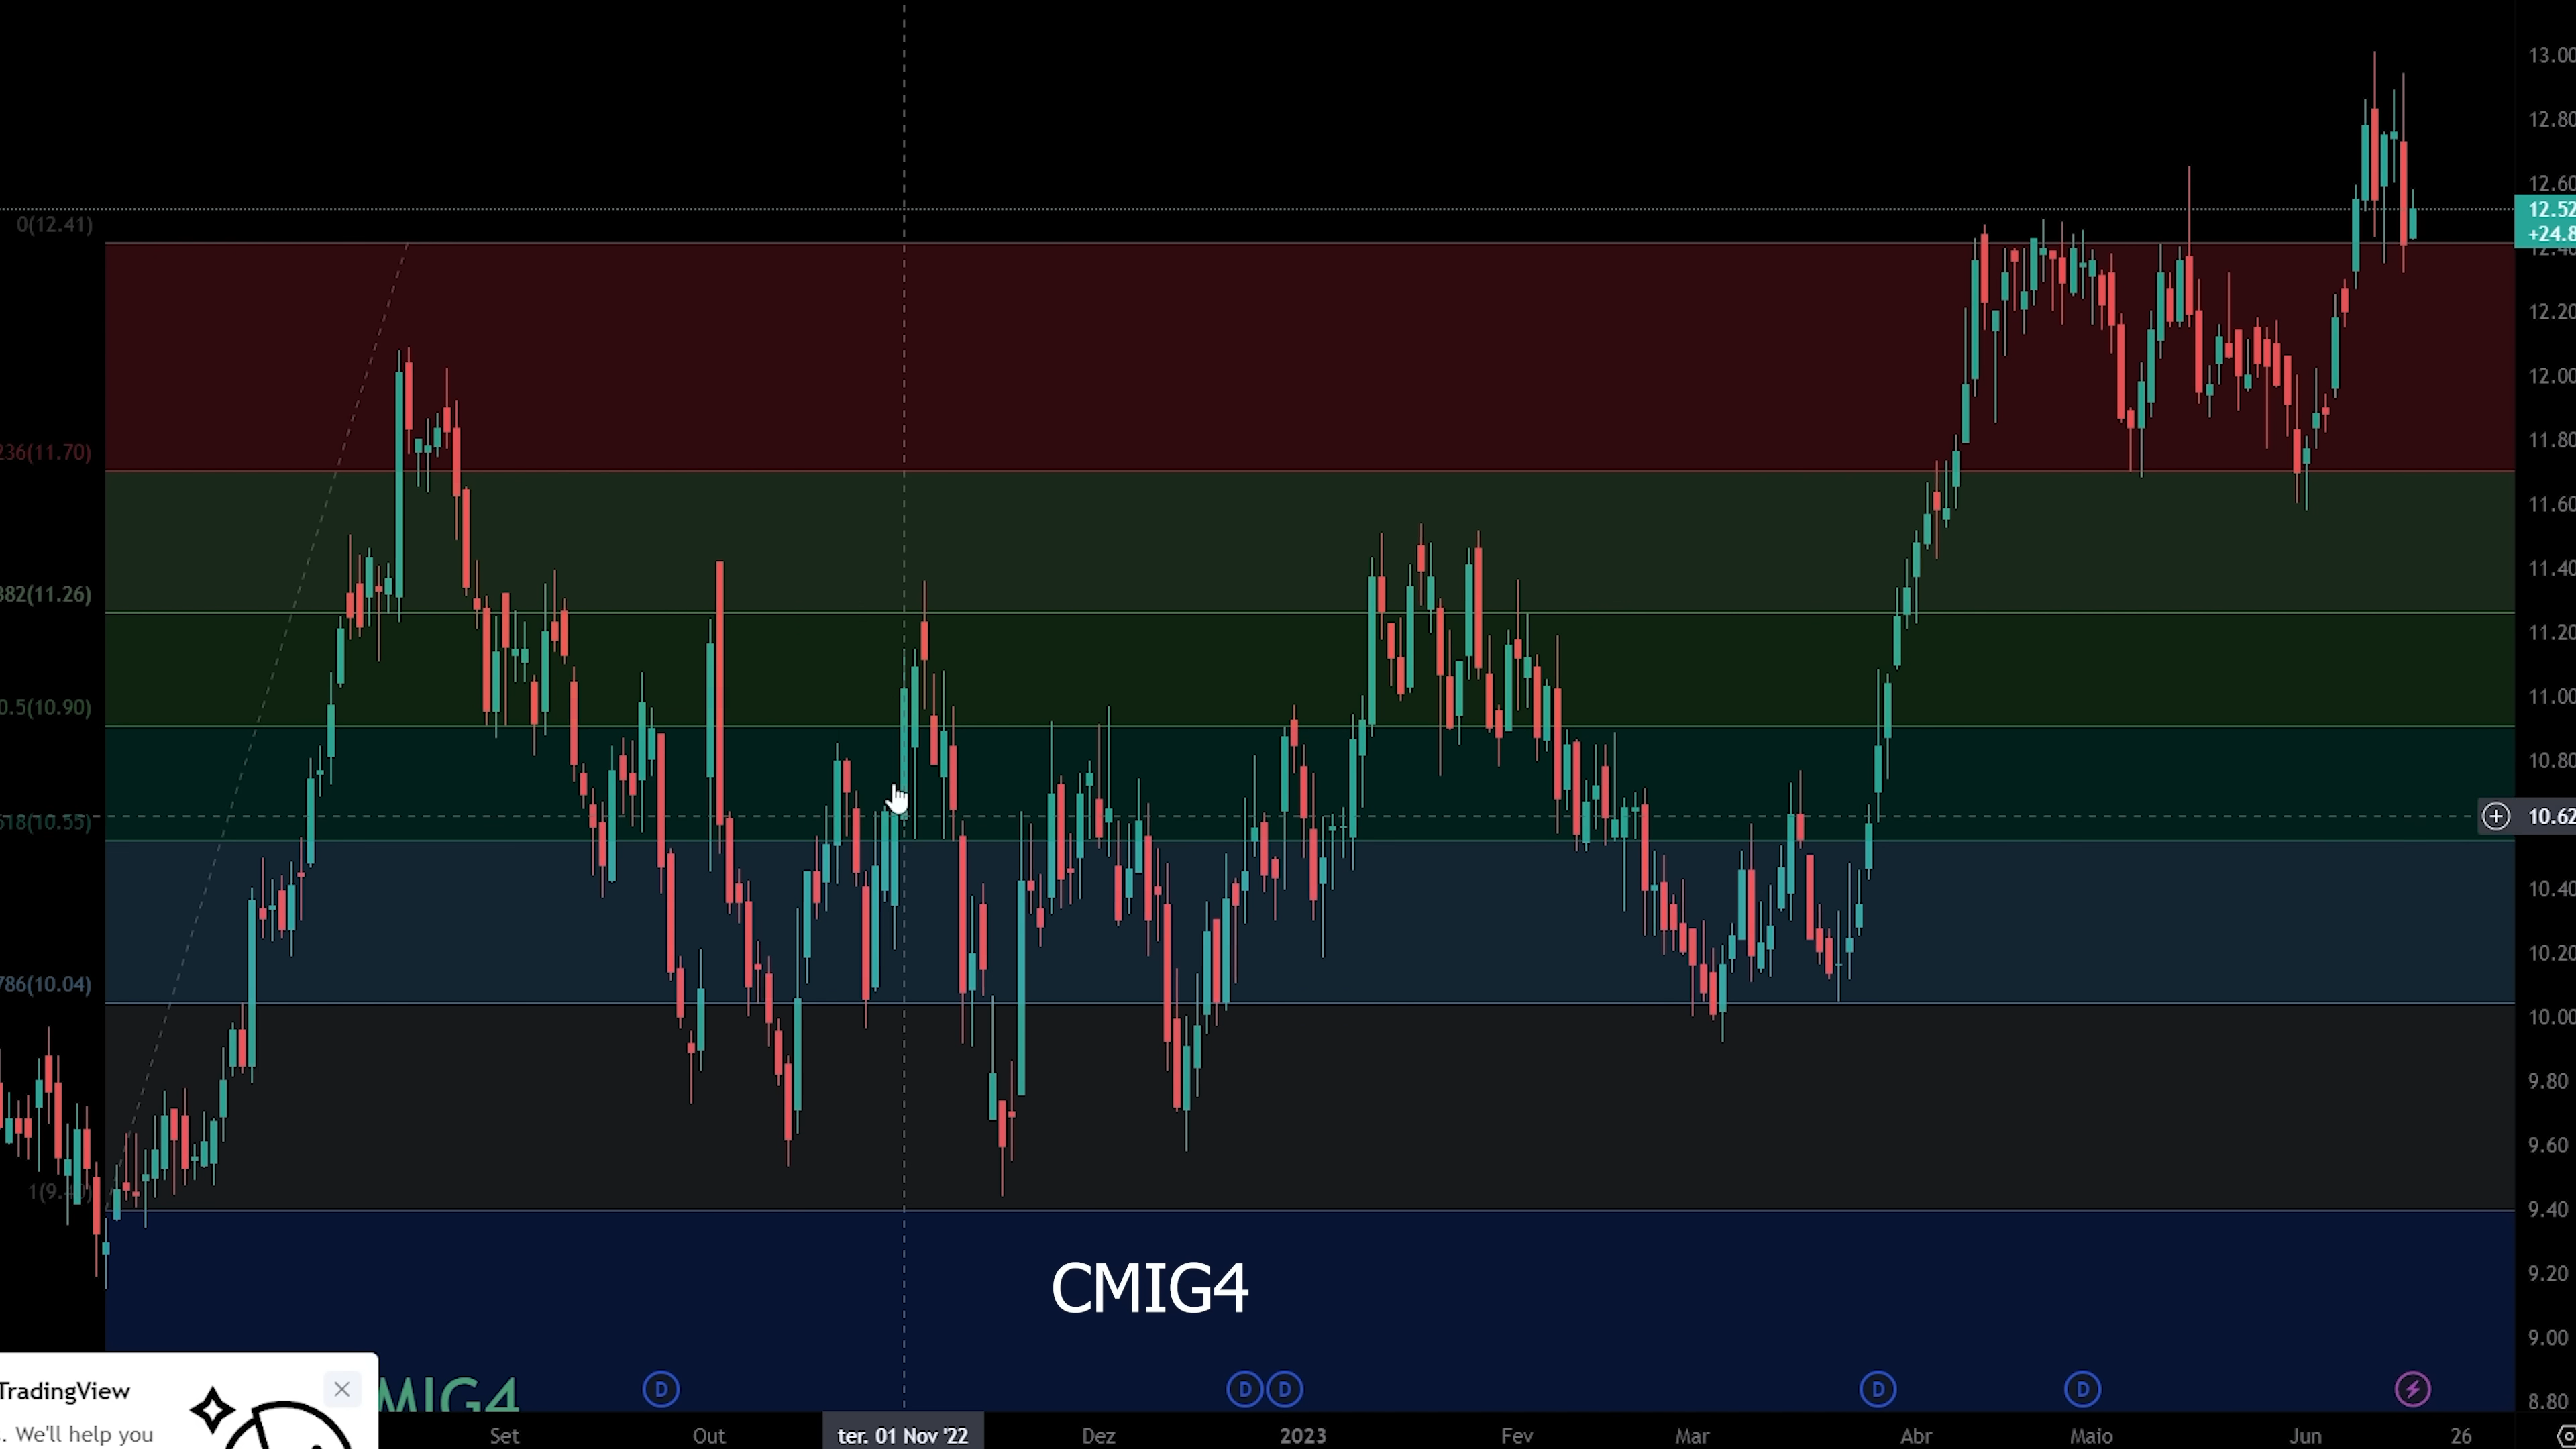 13.00
12.80
12.60
0(12.41)
12.52
+24.8
12.20
12.00
236(11.70)
11.80
11.60
382(11.26)
11.40
11.20
0.5(10.90)
11.00
10.80
618(10.55)
10.62
10.40
10.20
786(10.04)
10.00
9.80
9.60
1(9.40)
9.40
CMIG4
9.20
9.00
D
D
D
D
D
8.80
TradingView
MIG4
. We'll help you
Set
Out
ter. 01 Nov '22
Dez
2023
Fev
Mar
Abr
Maio
Jun
26